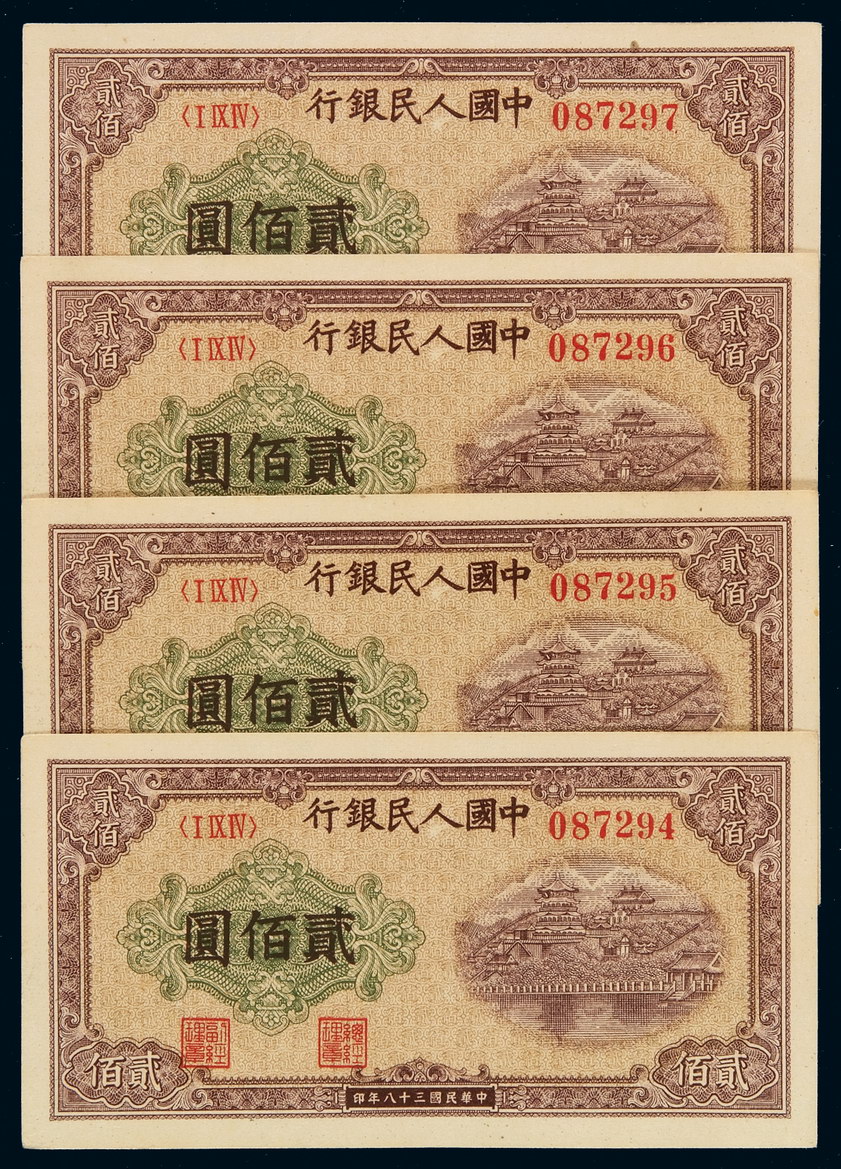 貳佰
〈I IX IV〉
中國人民銀行
087297
貳佰
貳佰圓
貳佰
〈I IX IV〉
中國人民銀行
087296
貳佰
貳佰圓
貳佰
〈I IX IV〉
中國人民銀行
087295
貳佰
貳佰圓
貳佰
〈I IX IV〉
中國人民銀行
087294
貳佰
貳佰圓
副經理章
總經理章
貳佰
貳佰
中華民國三十八年印